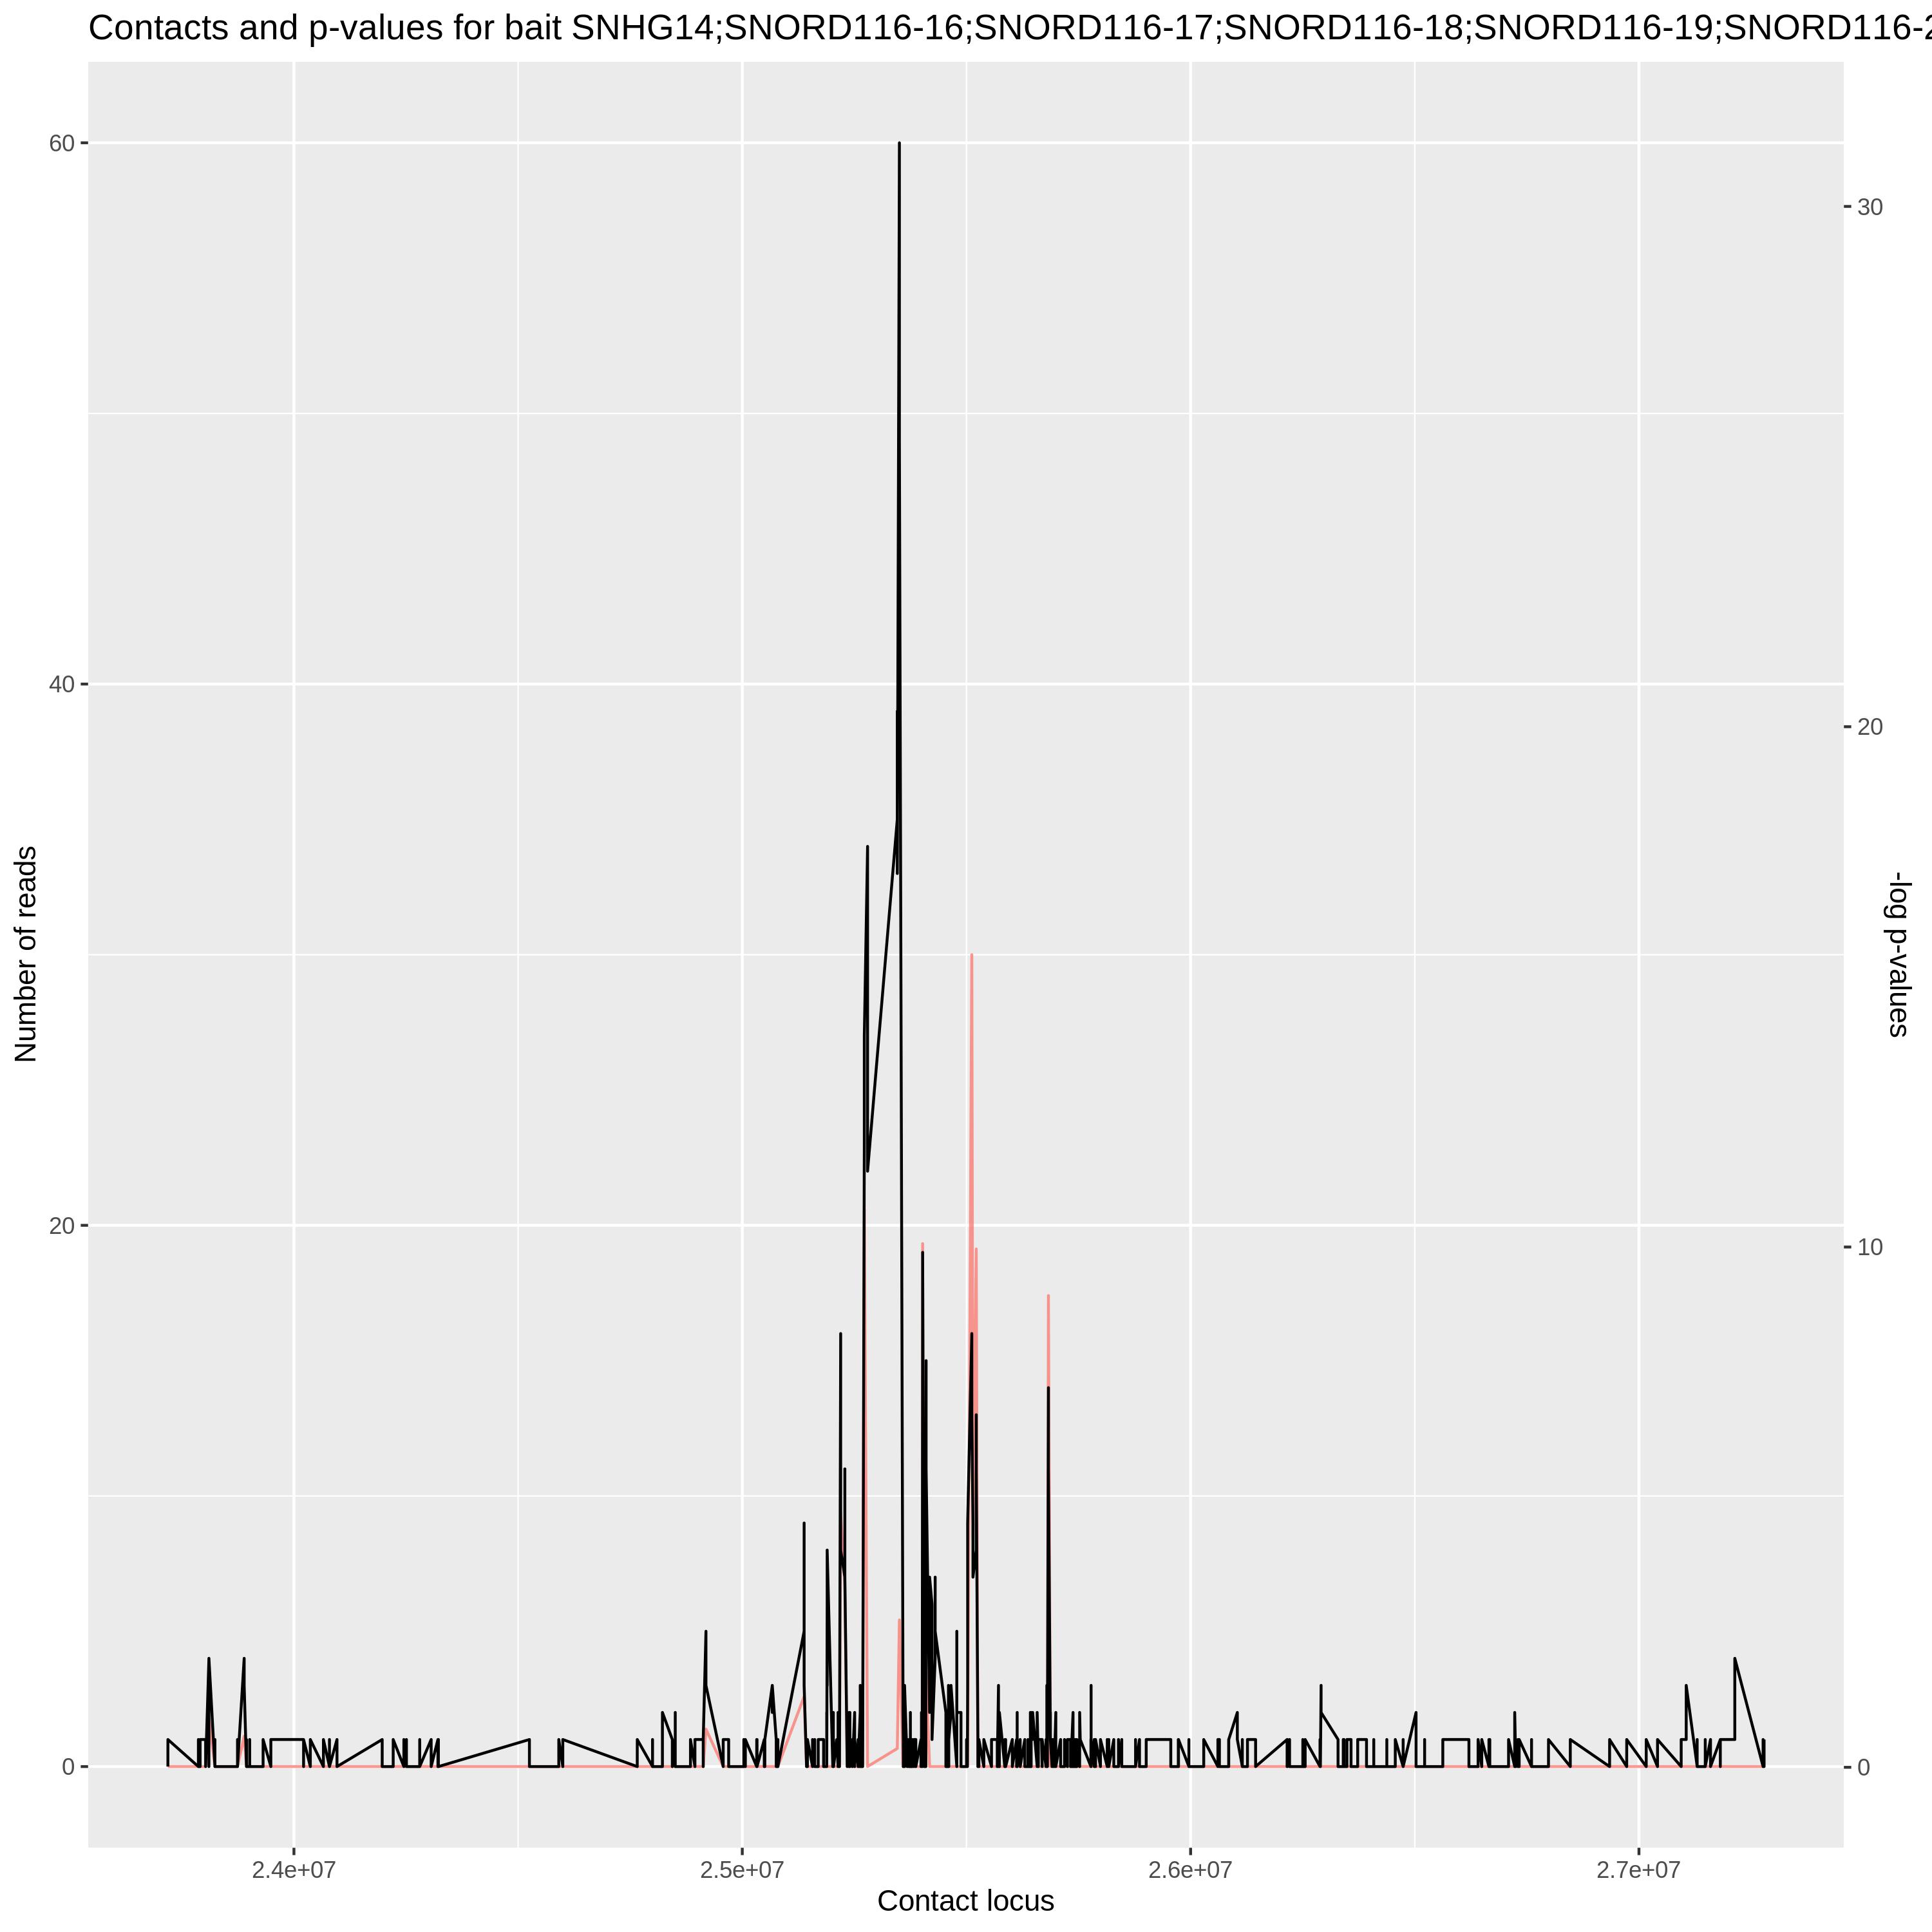 Contacts and p-values for bait SNHG14;SNORD116-16;SNORD116-17;SNORD116-18;SNORD116-19;SNORD116-2
60
40
20
0
Number of reads
30
20
10
0
-log p-values
2.4e+07
2.5e+07
2.6e+07
2.7e+07
Contact locus